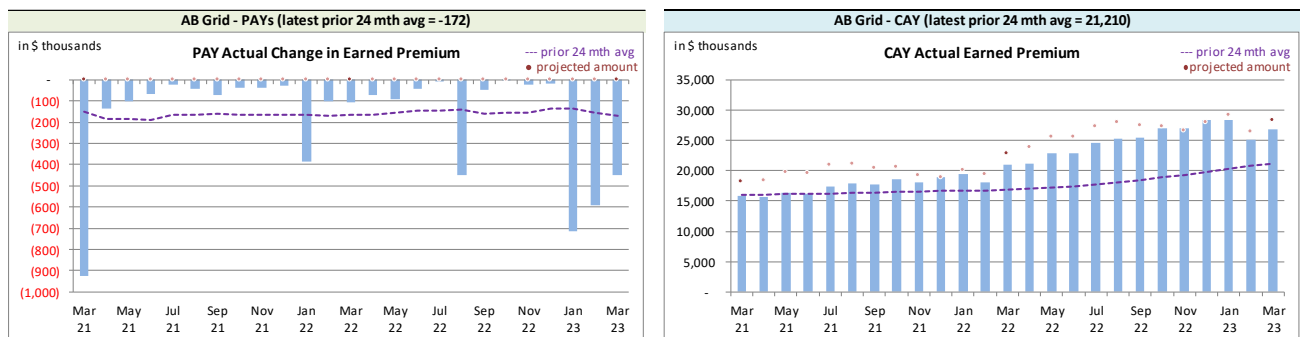 AB Grid - PAYs (latest prior 24 mth avg = -172)
in $ thousands
PAY Actual Change in Earned Premium
--- prior 24 mth avg
• projected amount
-
(100)
(200)
(300)
(400)
(500)
(600)
(700)
(800)
(900)
(1,000)
Mar May Jul Sep Nov Jan Mar May Jul Sep Nov Jan Mar
21 21 21 21 21 22 22 22 22 22 22 23 23
AB Grid - CAY (latest prior 24 mth avg = 21,210)
in $ thousands
CAY Actual Earned Premium
--- prior 24 mth avg
• projected amount
35,000
30,000
25,000
20,000
15,000
10,000
5,000
-
Mar May Jul Sep Nov Jan Mar May Jul Sep Nov Jan Mar
21 21 21 21 21 22 22 22 22 22 22 23 23